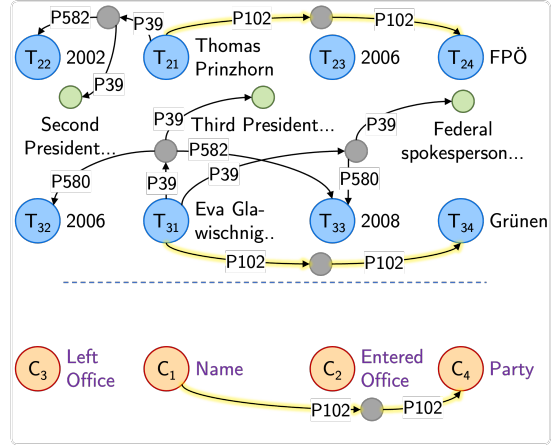 P102
P582
P39
P102
T22 2002
T21 Thomas
Prinzhorn
T23 2006
T24 FPÖ
P39
Second
President...
P39
Third President...
P39
Federal
spokesperson...
P582
P39
P580
P39
P580
T32 2006
T31 Eva Gla-
wischnig..
T33 2008
T34 Grünen
P102
P102
C3 Left
Office
C1 Name
C2 Entered
Office
C4 Party
P102
P102